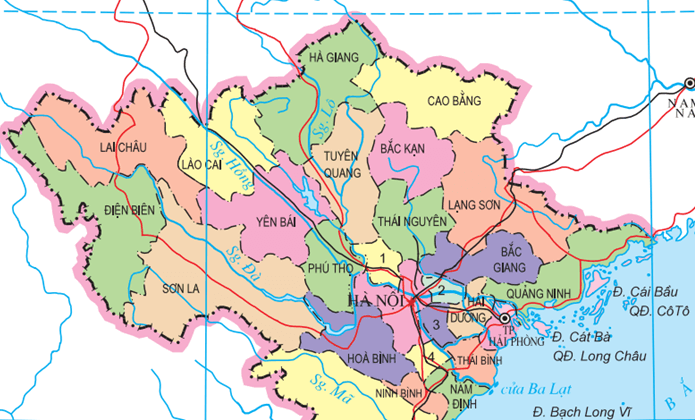 HÀ GIANG
CAO BẰNG
NAM
NA
LAI CHÂU
LÀO CAI
Sg. Hồng
Sg. Lô
TUYÊN
QUANG
BẮC KẠN
LẠNG SƠN
ĐIỆN BIÊN
YÊN BÁI
THÁI NGUYÊN
Sg. Đà
SƠN LA
PHÚ THỌ
1
BẮC
GIANG
HÀ NỘI
2
HẢI
DƯƠNG
QUẢNG NINH
Đ. Cái Bầu
QĐ. CôTô
3
TP.
HẢI PHÒNG
Đ. Cát Bà
QĐ. Long Châu
HOÀ BÌNH
4
THÁI BÌNH
Sg. Mã
NINH BÌNH
NAM
ĐỊNH
cửa Ba Lạt
Đ. Bạch Long Vĩ